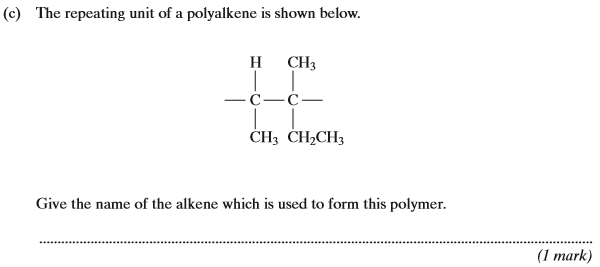 (c) The repeating unit of a polyalkene is shown below.
H CH₃
— C — C —
CH₃ CH₂CH₃
Give the name of the alkene which is used to form this polymer.
(1 mark)